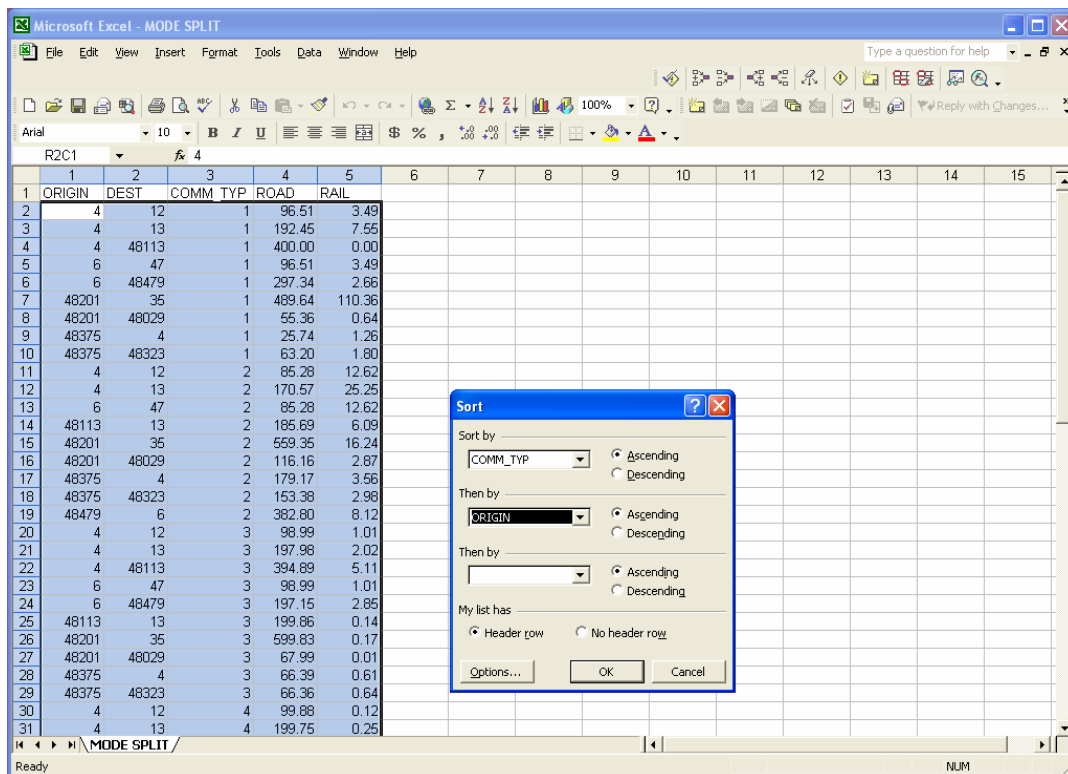 Microsoft Excel - MODE SPLIT
File Edit View Insert Format Tools Data Window Help
Type a question for help
100%
Reply with Changes...
Arial 10 B I U $ % ,
R2C1 fx 4
1 2 3 4 5 6 7 8 9 10 11 12 13 14 15
1 ORIGIN DEST COMM_TYP ROAD RAIL
2 4 12 1 96.51 3.49
3 4 13 1 192.45 7.55
4 4 48113 1 400.00 0.00
5 6 47 1 96.51 3.49
6 6 48479 1 297.34 2.66
7 48201 35 1 489.64 110.36
8 48201 48029 1 55.36 0.64
9 48375 4 1 25.74 1.26
10 48375 48323 1 63.20 1.80
11 4 12 2 85.28 12.62
12 4 13 2 170.57 25.25
13 6 47 2 85.28 12.62
14 48113 13 2 185.69 6.09
15 48201 35 2 559.35 16.24
16 48201 48029 2 116.16 2.87
17 48375 4 2 179.17 3.56
18 48375 48323 2 153.38 2.98
19 48479 6 2 382.80 8.12
20 4 12 3 98.99 1.01
21 4 13 3 197.98 2.02
22 4 48113 3 394.89 5.11
23 6 47 3 98.99 1.01
24 6 48479 3 197.15 2.85
25 48113 13 3 199.86 0.14
26 48201 35 3 599.83 0.17
27 48201 48029 3 67.99 0.01
28 48375 4 3 66.39 0.61
29 48375 48323 3 66.36 0.64
30 4 12 4 99.88 0.12
31 4 13 4 199.75 0.25
Sort
Sort by
COMM_TYP
Ascending
Descending
Then by
ORIGIN
Ascending
Descending
Then by
Ascending
Descending
My list has
Header row No header row
Options... OK Cancel
MODE SPLIT
Ready NUM